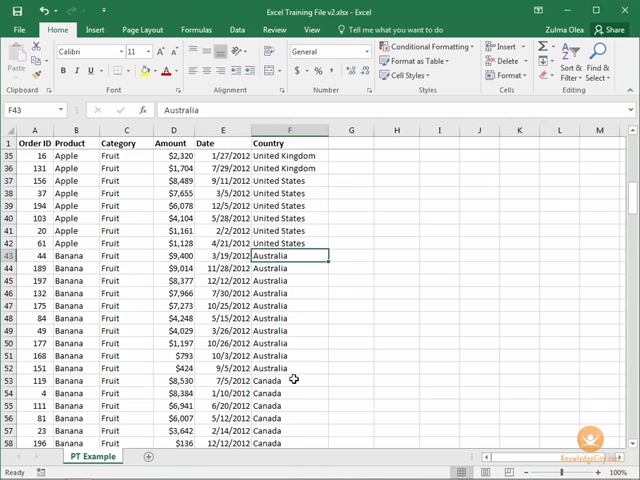 Excel Training File v2.xlsx - Excel
File Home Insert Page Layout Formulas Data Review View Tell me what you want to do Zulma Olea Share
Paste
Calibri 11
B I U
General
$ % ,
Conditional Formatting
Format as Table
Cell Styles
Insert
Delete
Format
Sort & Filter
Find & Select
Clipboard Font Alignment Number Styles Cells Editing
F43 fx Australia
A B C D E F G H I J K L M
1 Order ID Product Category Amount Date Country
35 16 Apple Fruit $2,320 1/27/2012 United Kingdom
36 131 Apple Fruit $1,704 7/29/2012 United Kingdom
37 156 Apple Fruit $8,489 9/11/2012 United States
38 37 Apple Fruit $7,655 3/5/2012 United States
39 194 Apple Fruit $6,078 12/5/2012 United States
40 103 Apple Fruit $4,104 5/28/2012 United States
41 20 Apple Fruit $1,161 2/2/2012 United States
42 61 Apple Fruit $1,128 4/21/2012 United States
43 44 Banana Fruit $9,400 3/19/2012 Australia
44 189 Banana Fruit $9,014 11/28/2012 Australia
45 197 Banana Fruit $8,377 12/12/2012 Australia
46 132 Banana Fruit $7,966 7/30/2012 Australia
47 175 Banana Fruit $7,273 10/25/2012 Australia
48 84 Banana Fruit $4,248 5/15/2012 Australia
49 49 Banana Fruit $4,029 3/26/2012 Australia
50 177 Banana Fruit $1,197 10/26/2012 Australia
51 168 Banana Fruit $793 10/3/2012 Australia
52 151 Banana Fruit $424 9/5/2012 Australia
53 119 Banana Fruit $8,530 7/5/2012 Canada
54 4 Banana Fruit $8,384 1/10/2012 Canada
55 111 Banana Fruit $6,941 6/20/2012 Canada
56 81 Banana Fruit $6,007 5/12/2012 Canada
57 23 Banana Fruit $3,642 2/14/2012 Canada
58 196 Banana Fruit $136 12/12/2012 Canada
PT Example
KnowledgeCity.com
Ready 100%